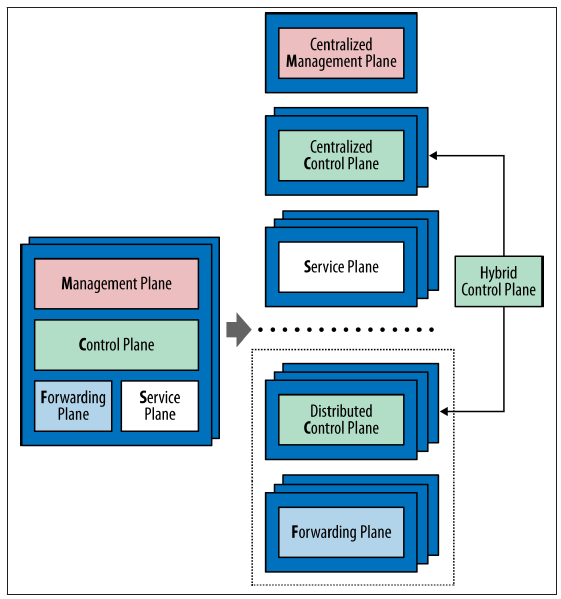 Centralized
Management Plane
Centralized
Control Plane
Service Plane
Management Plane
Control Plane
Forwarding
Plane
Service
Plane
Hybrid
Control Plane
Distributed
Control Plane
Forwarding Plane